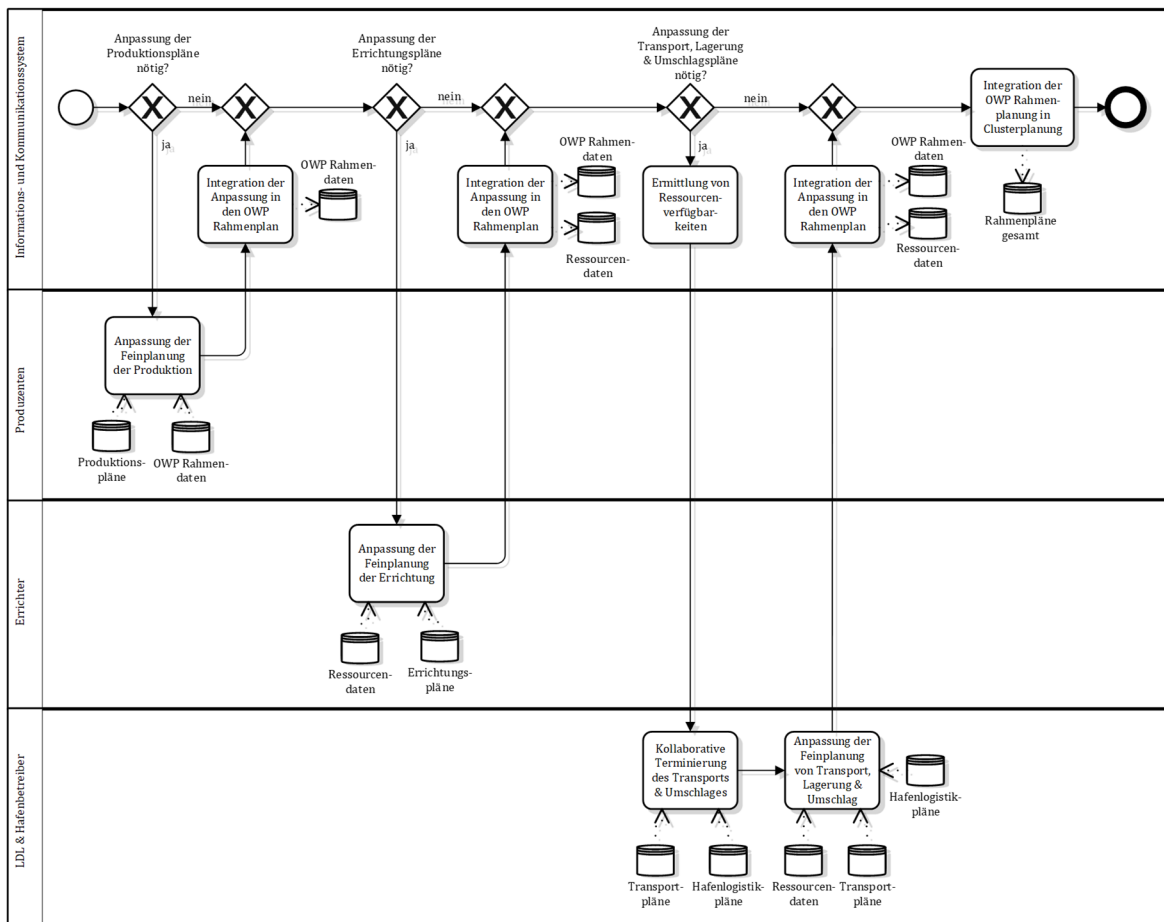 Informations- und Kommunikationssystem
Anpassung der
Produktionspläne
nötig?
Anpassung der
Errichtungspläne
nötig?
Anpassung der
Transport, Lagerung
& Umschlagspläne
nötig?
nein
nein
nein
ja
ja
ja
Integration der
OWP Rahmen-
planung in
Clusterplanung
Integration der
Anpassung in
den OWP
Rahmenplan
OWP Rahmen-
daten
Integration der
Anpassung in
den OWP
Rahmenplan
OWP Rahmen-
daten
Ressourcen-
daten
Ermittlung von
Ressourcen-
verfügbar-
keiten
Integration der
Anpassung in
den OWP
Rahmenplan
OWP Rahmen-
daten
Ressourcen-
daten
Rahmenpläne
gesamt
Produzenten
Anpassung der
Feinplanung
der Produktion
Produktions-
pläne
OWP Rahmen-
daten
Errichter
Anpassung der
Feinplanung
der Errichtung
Ressourcen-
daten
Errichtungs-
pläne
LDL & Hafenbetreiber
Kollaborative
Terminierung
des Transports
& Umschlages
Anpassung der
Feinplanung
von Transport,
Lagerung &
Umschlag
Hafenlogistik-
pläne
Transport-
pläne
Hafenlogistik-
pläne
Ressourcen-
daten
Transport-
pläne